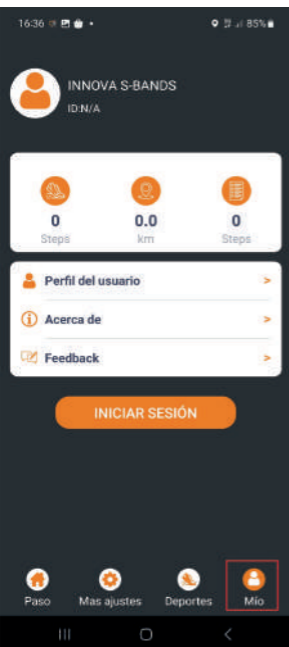 16:36
85%
INNOVA S-BANDS
ID:N/A
0 0.0 0
Steps km Steps
Perfil del usuario >
Acerca de >
Feedback >
INICIAR SESIÓN
Paso Mas ajustes Deportes Mío